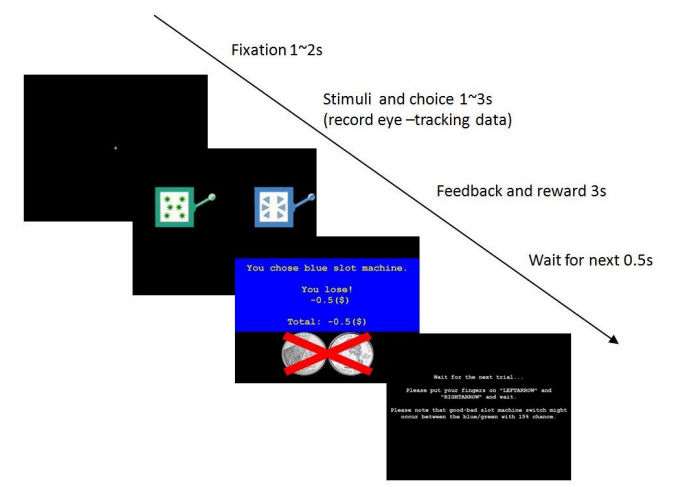 Fixation 1~2s
Stimuli and choice 1~3s
(record eye –tracking data)
Feedback and reward 3s
Wait for next 0.5s
You chose blue slot machine.
You lose!
-0.5($)
Total: -0.5($)
Wait for the next trial...
Please put your fingers on "LEFTARROW" and
"RIGHTARROW" and wait.
Please note that good-bad slot machine switch might
occur between the blue/green with 15% chance.